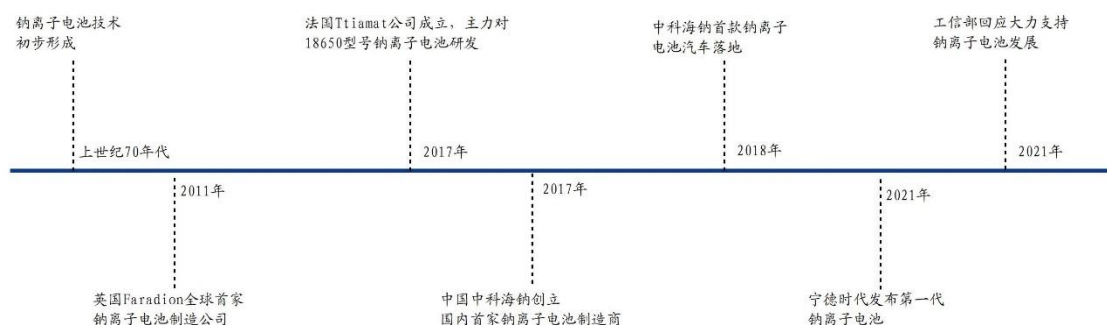 钠离子电池技术
初步形成
法国Ttiamat公司成立，主力对
18650型号钠离子电池研发
中科海钠首款钠离子
电池汽车落地
工信部回应大力支持
钠离子电池发展
上世纪70年代
2017年
2018年
2021年
2011年
2017年
2021年
英国Faradion全球首家
钠离子电池制造公司
中国中科海钠创立
国内首家钠离子电池制造商
宁德时代发布第一代
钠离子电池